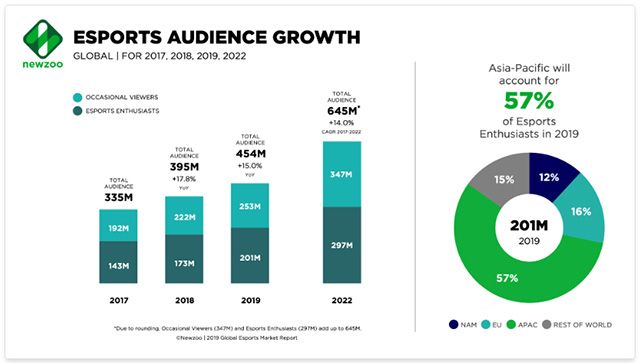 newzoo
ESPORTS AUDIENCE GROWTH
GLOBAL | FOR 2017, 2018, 2019, 2022
OCCASIONAL VIEWERS
ESPORTS ENTHUSIASTS
TOTAL
AUDIENCE
335M
192M
143M
2017
TOTAL
AUDIENCE
395M
+17.8%
YoY
222M
173M
2018
TOTAL
AUDIENCE
454M
+15.0%
YoY
253M
201M
2019
TOTAL
AUDIENCE
645M*
+14.0%
CAGR 2017-2022
347M
297M
2022
*Due to rounding, Occasional Viewers (347M) and Esports Enthusiasts (297M) add up to 645M.
©Newzoo | 2019 Global Esports Market Report
Asia-Pacific will
account for
57%
of Esports
Enthusiasts in 2019
15%
12%
16%
57%
201M
2019
NAM
EU
APAC
REST OF WORLD